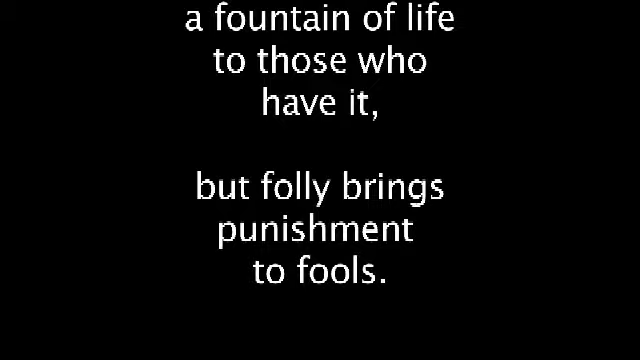 a fountain of life
to those who
have it,
but folly brings
punishment
to fools.